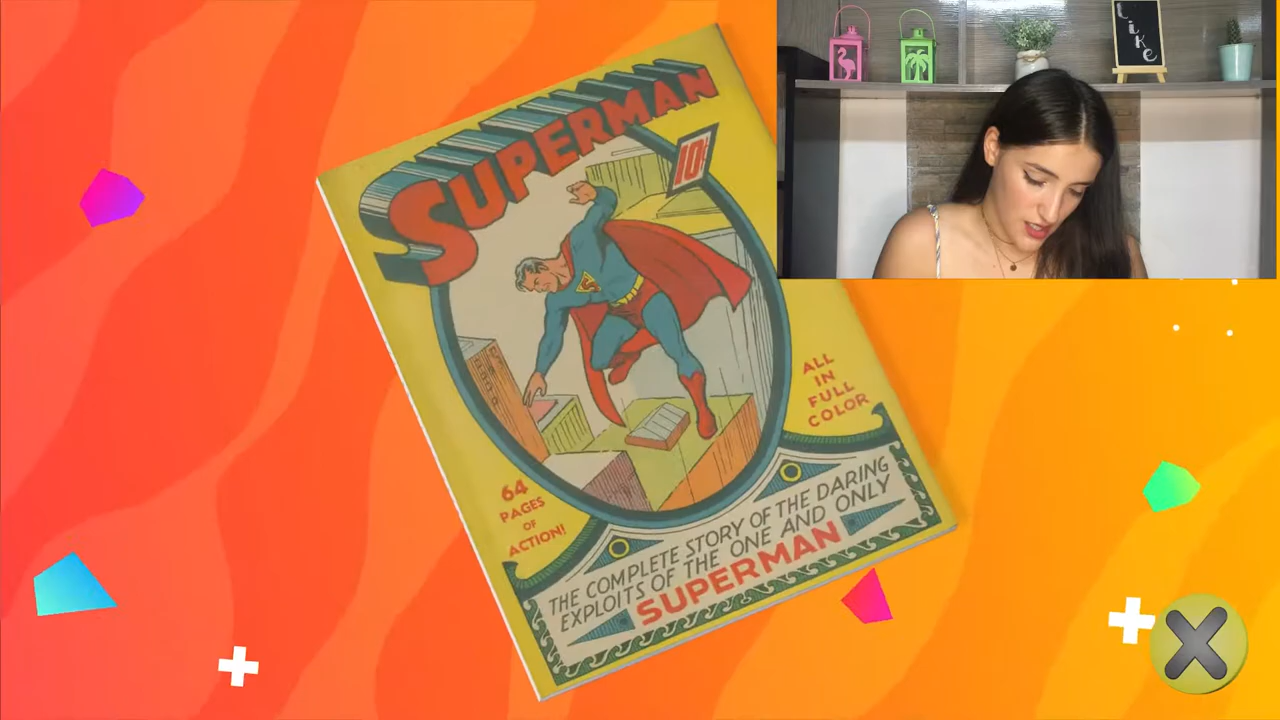 SUPERMAN
10¢
ALL
IN
FULL
COLOR
64
PAGES
OF
ACTION!
THE COMPLETE STORY OF THE DARING
EXPLOITS OF THE ONE AND ONLY
SUPERMAN
Like